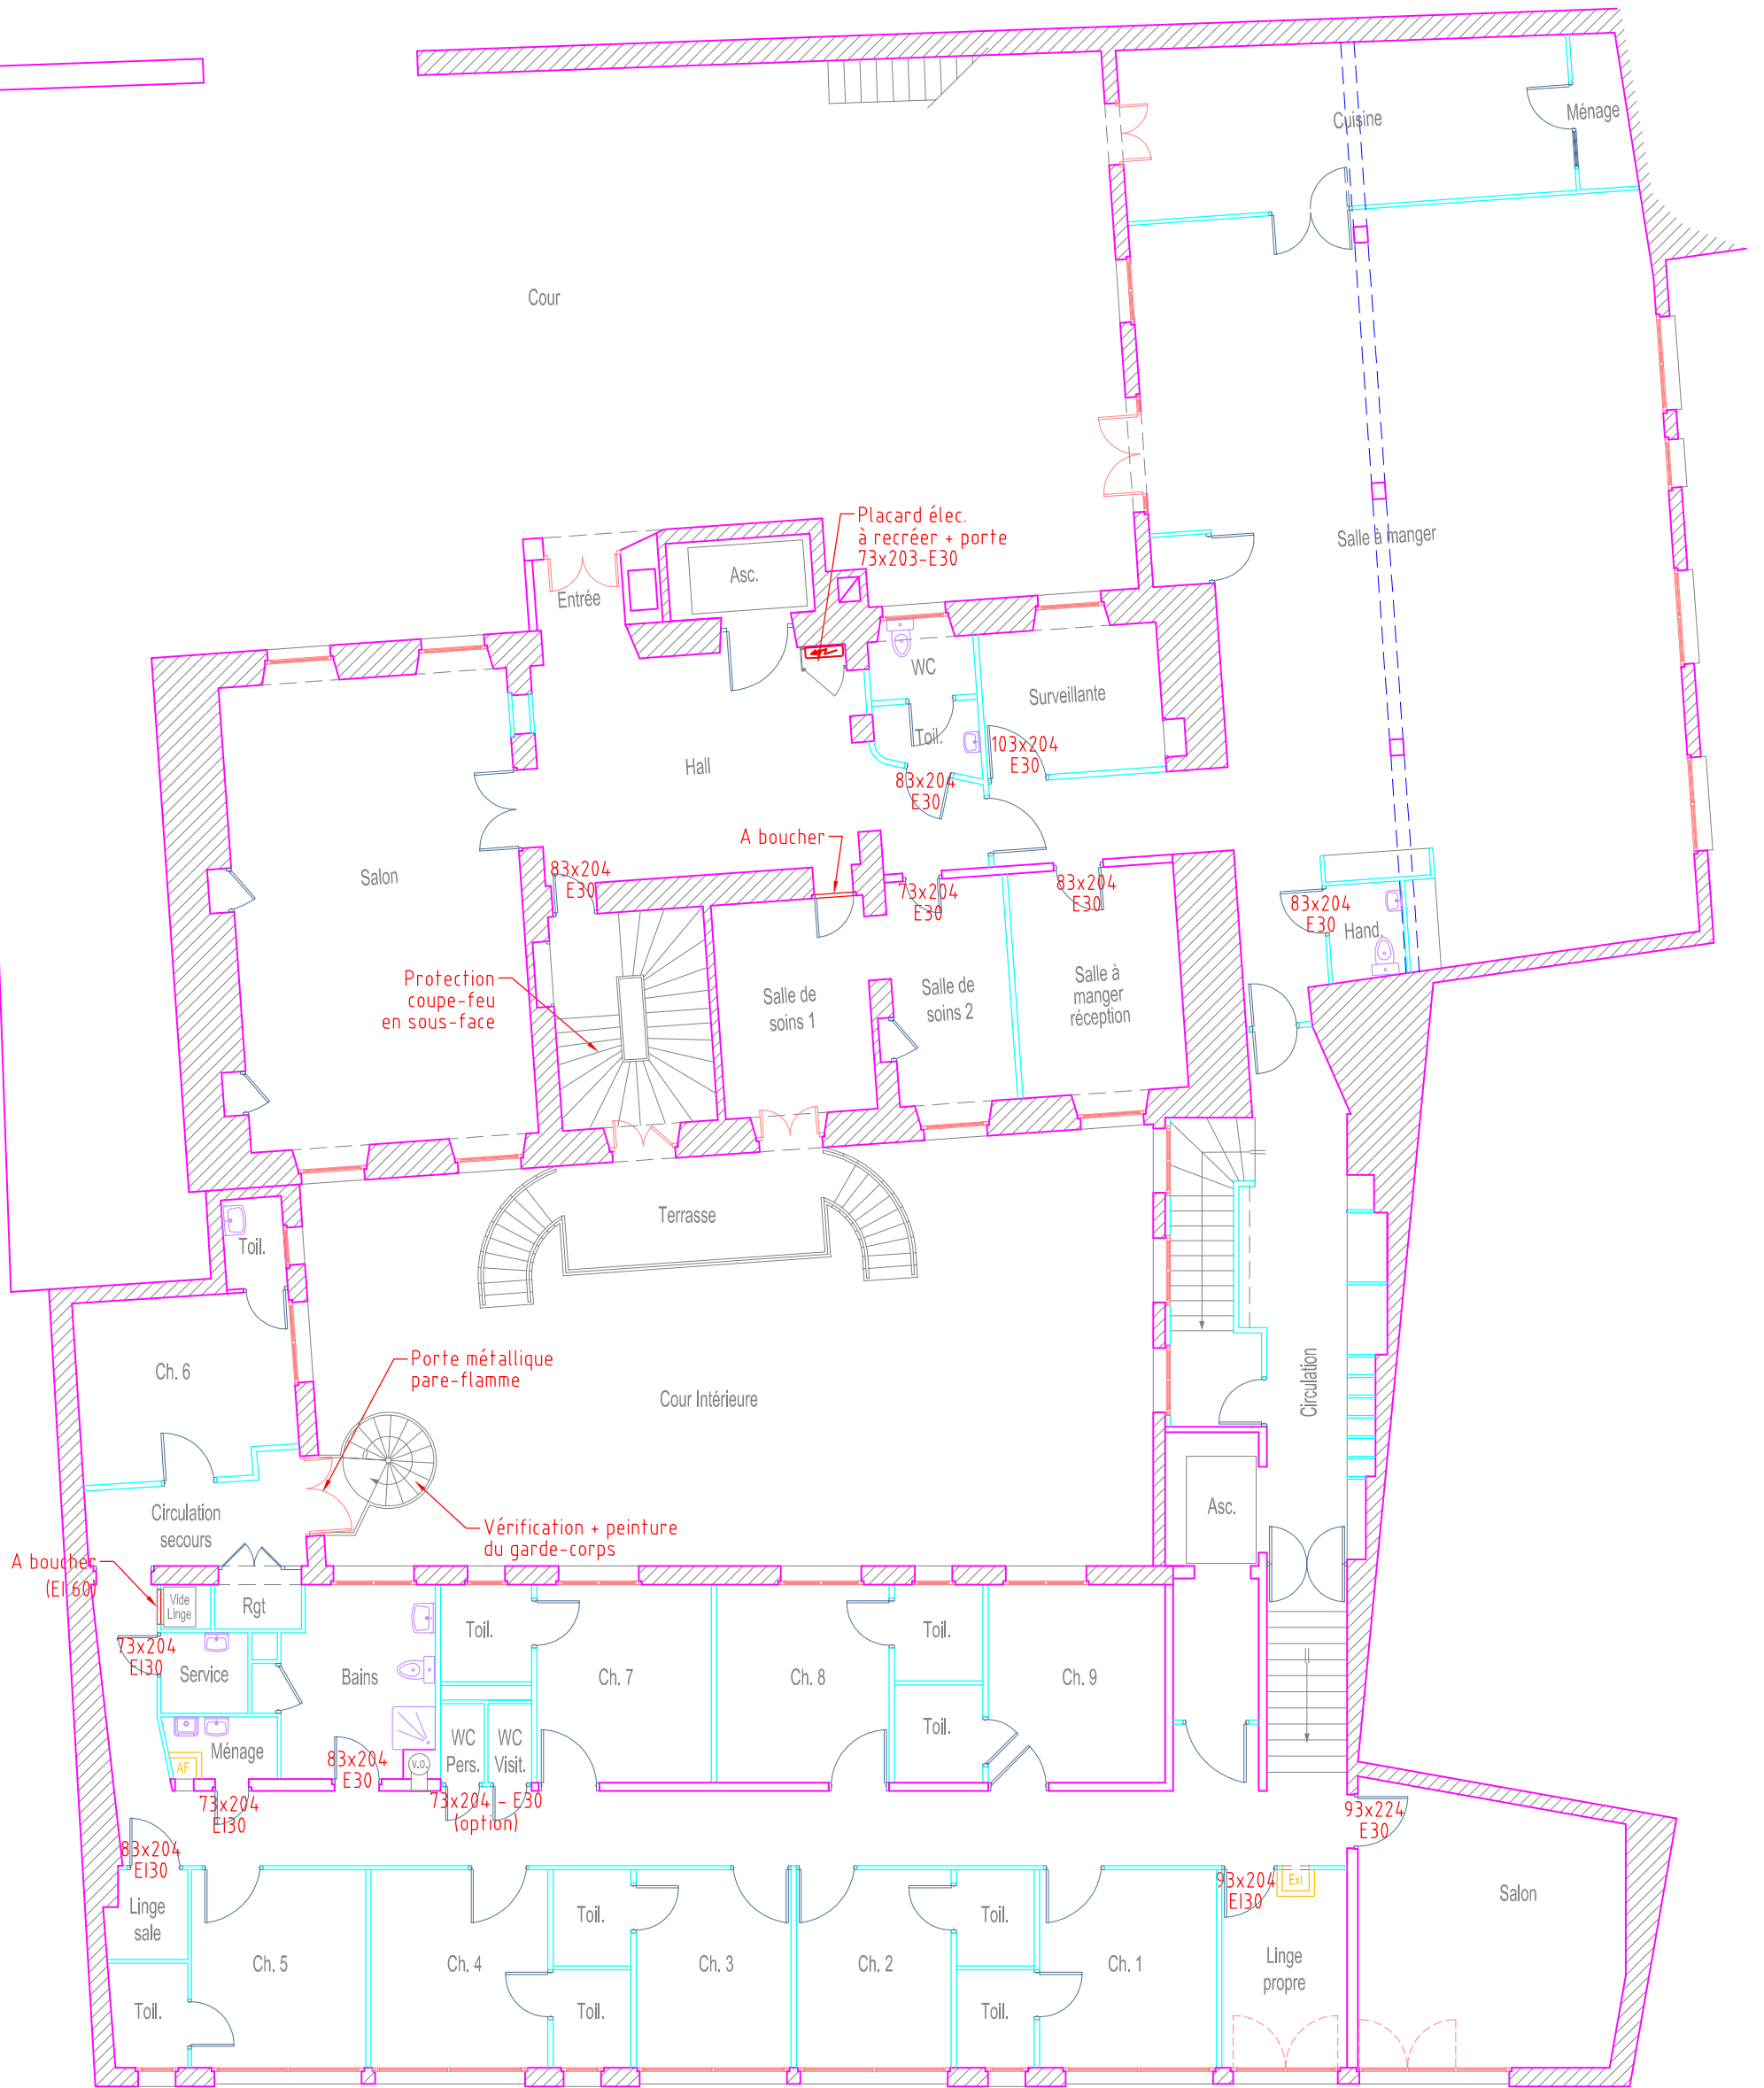 Cuisine
Ménage
Cour
Placard élec.
à recréer + porte
73x203-E30
Salle à manger
Asc.
Entrée
WC
Surveillante
Toil.
103x204
E30
Hall
83x204
E30
A boucher
Salon
83x204
E30
73x204
E30
83x204
E30
83x204
E30
Hand.
Protection
coupe-feu
en sous-face
Salle de
soins 1
Salle de
soins 2
Salle à
manger
réception
Terrasse
Toil.
Porte métallique
pare-flamme
Ch. 6
Cour Intérieure
Circulation
Circulation
secours
Vérification + peinture
du garde-corps
Asc.
A boucher
(EI 60)
Vide
Linge
Rgt
73x204
EI30
Service
Bains
Toil.
Ch. 7
Ch. 8
Toil.
Ch. 9
Toil.
Ménage
AF
WC
Pers.
WC
Visit.
V.O.
83x204
E30
73x204
EI30
73x204 - E30
(option)
93x224
E30
83x204
EI30
93x204
EI30
Ext
Linge
sale
Toil.
Toil.
Salon
Ch. 5
Ch. 4
Ch. 3
Ch. 2
Ch. 1
Linge
propre
Toil.
Toil.
Toil.